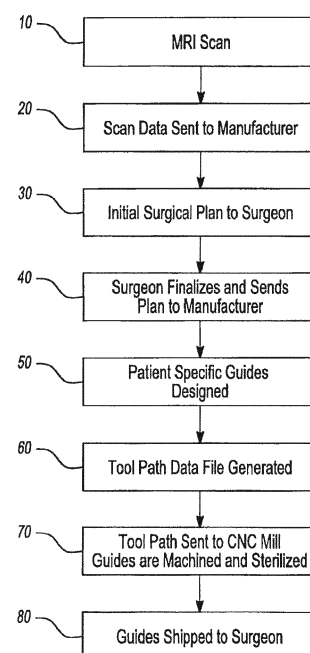 10
MRI Scan
20
Scan Data Sent to Manufacturer
30
Initial Surgical Plan to Surgeon
40
Surgeon Finalizes and Sends
Plan to Manufacturer
50
Patient Specific Guides
Designed
60
Tool Path Data File Generated
70
Tool Path Sent to CNC Mill
Guides are Machined and Sterilized
80
Guides Shipped to Surgeon